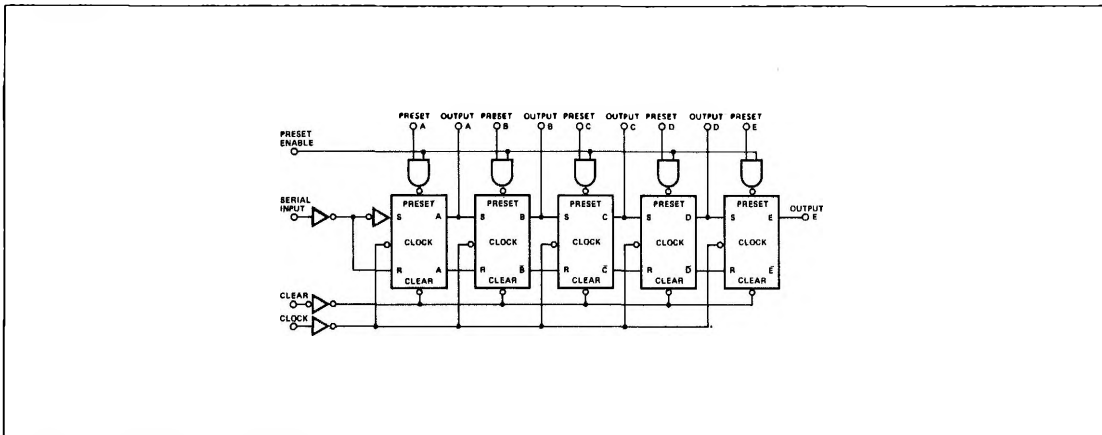 PRESET A OUTPUT A PRESET B OUTPUT B PRESET C OUTPUT C PRESET D OUTPUT D PRESET E
PRESET ENABLE
PRESET PRESET PRESET PRESET PRESET
SERIAL INPUT
S A S B S C S D S E
OUTPUT E
CLOCK CLOCK CLOCK CLOCK CLOCK
R A R B̄ R C̄ R D̄ R Ē
CLEAR CLEAR CLEAR CLEAR CLEAR
CLEAR
CLOCK